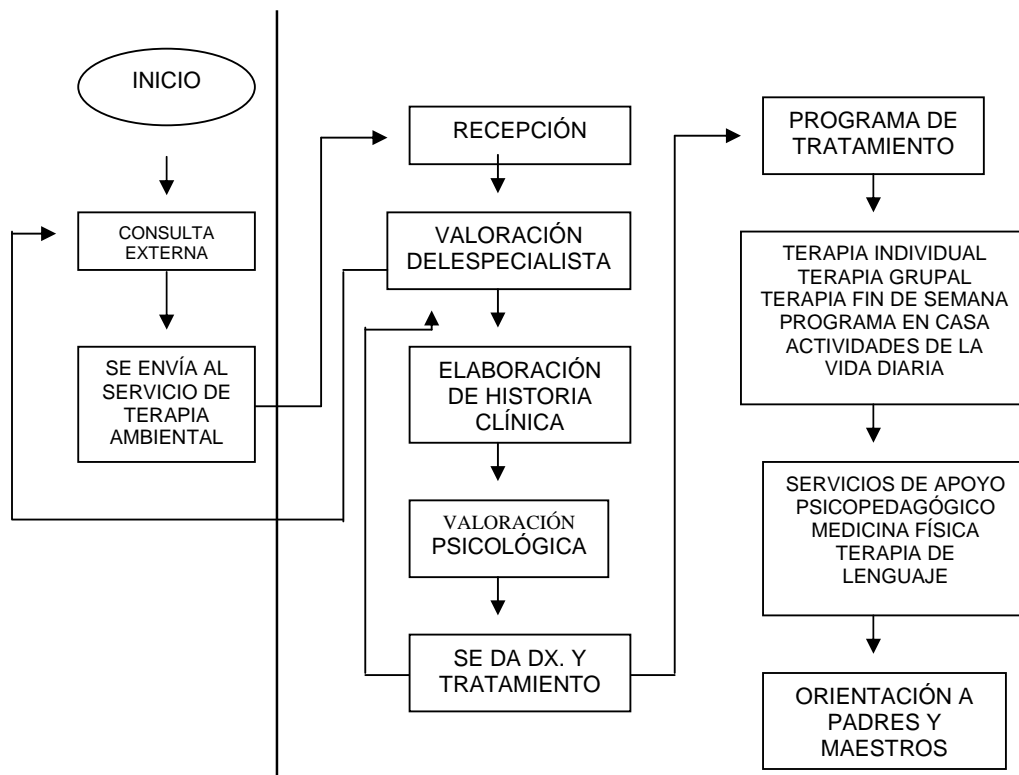 INICIO
CONSULTA
EXTERNA
SE ENVÍA AL
SERVICIO DE
TERAPIA
AMBIENTAL
RECEPCIÓN
VALORACIÓN
DELESPECIALISTA
ELABORACIÓN
DE HISTORIA
CLÍNICA
VALORACIÓN
PSICOLÓGICA
SE DA DX. Y
TRATAMIENTO
PROGRAMA DE
TRATAMIENTO
TERAPIA INDIVIDUAL
TERAPIA GRUPAL
TERAPIA FIN DE SEMANA
PROGRAMA EN CASA
ACTIVIDADES DE LA
VIDA DIARIA
SERVICIOS DE APOYO
PSICOPEDAGÓGICO
MEDICINA FÍSICA
TERAPIA DE
LENGUAJE
ORIENTACIÓN A
PADRES Y
MAESTROS